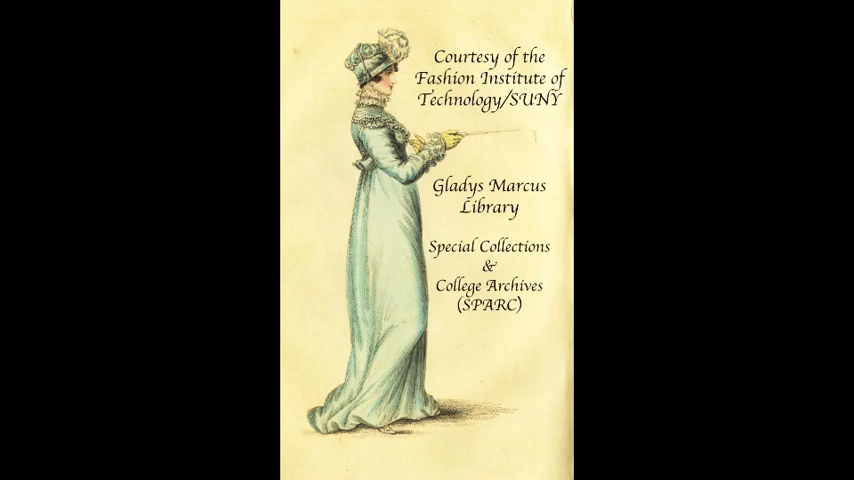 Courtesy of the
Fashion Institute of
Technology/SUNY
Gladys Marcus
Library
Special Collections
&
College Archives
(SPARC)